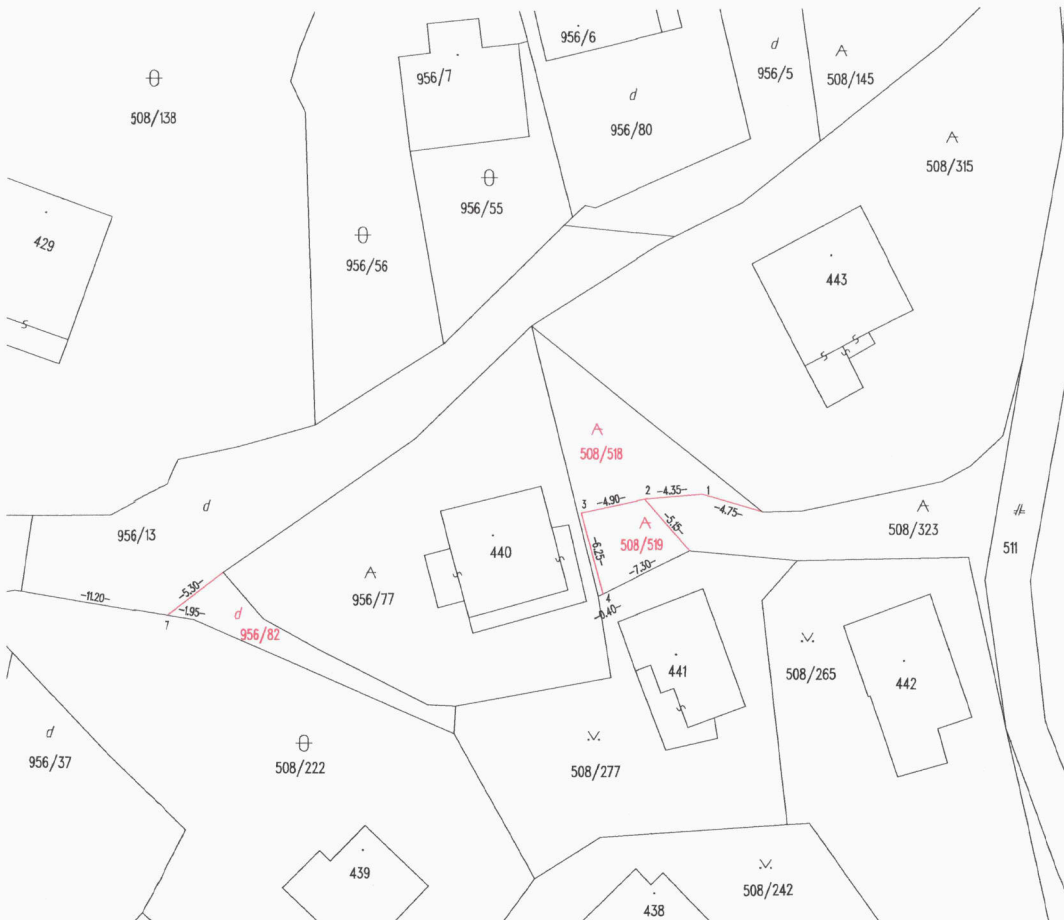 956/6
d
956/5
A
508/145
956/7
508/138
d
956/80
A
508/315
956/55
956/56
429
S
443
S
S
S
A
508/518
-4.90-
-4.35-
-4.75-
3
2
1
d
956/13
A
508/323
511
440
S
S
A
508/519
-5.15-
-6.25-
-7.30-
4
-0.40-
A
956/77
-5.30-
-11.20-
-1.95-
7
d
956/82
441
S
V
508/265
442
d
956/37
508/222
V
508/277
439
V
508/242
438